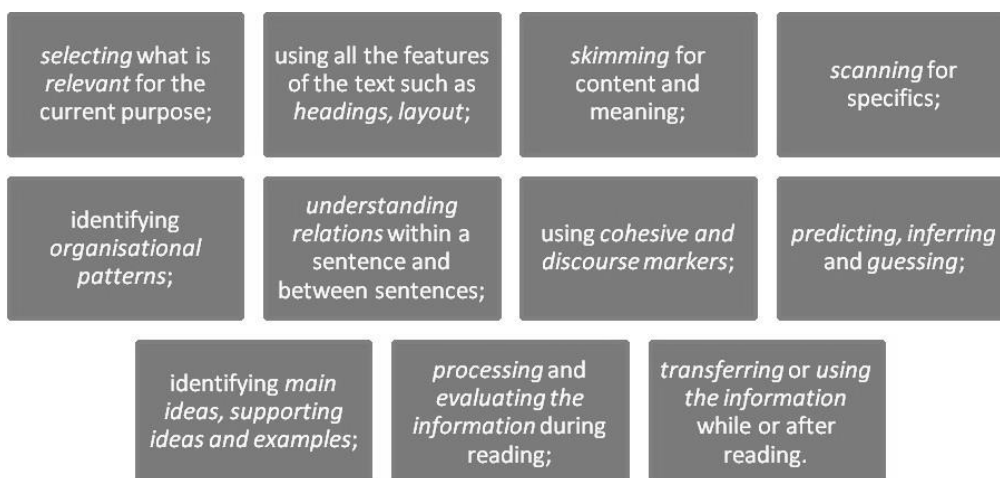 selecting what is
relevant for the
current purpose;
using all the features
of the text such as
headings, layout;
skimming for
content and
meaning;
scanning for
specifics;
identifying
organisational
patterns;
understanding
relations within a
sentence and
between sentences;
using cohesive and
discourse markers;
predicting, inferring
and guessing;
identifying main
ideas, supporting
ideas and examples;
processing and
evaluating the
information during
reading;
transferring or using
the information
while or after
reading.